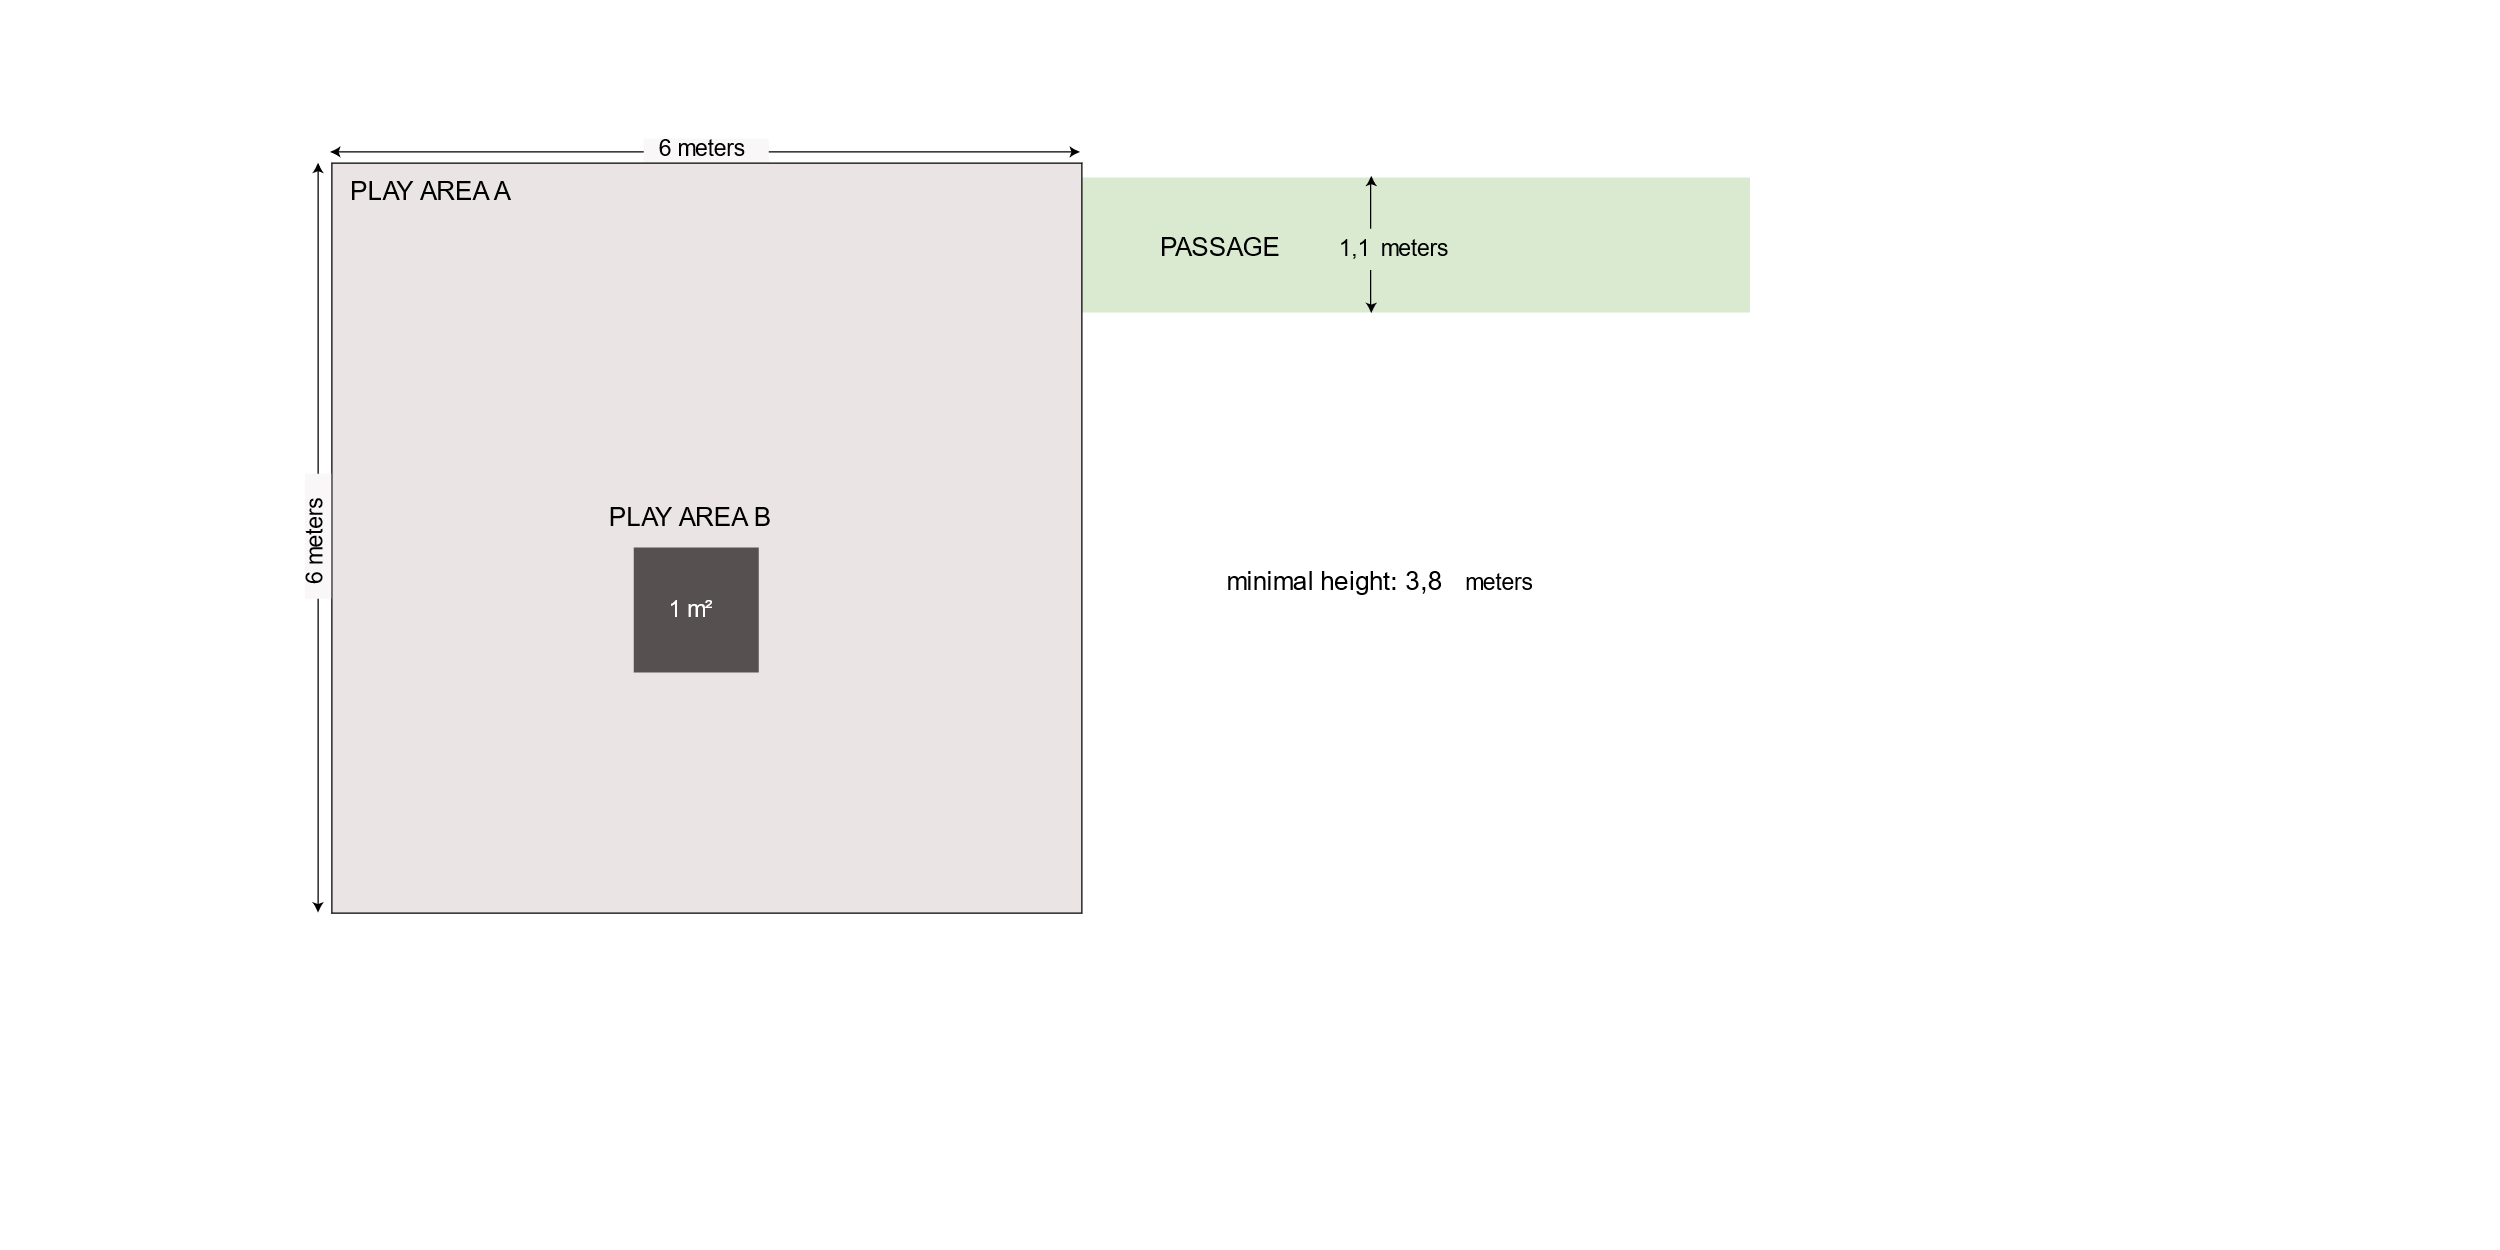 6 meters
PLAY AREA A
PASSAGE
1,1 meters
6 meters
PLAY AREA B
minimal height: 3,8 meters
1 m²